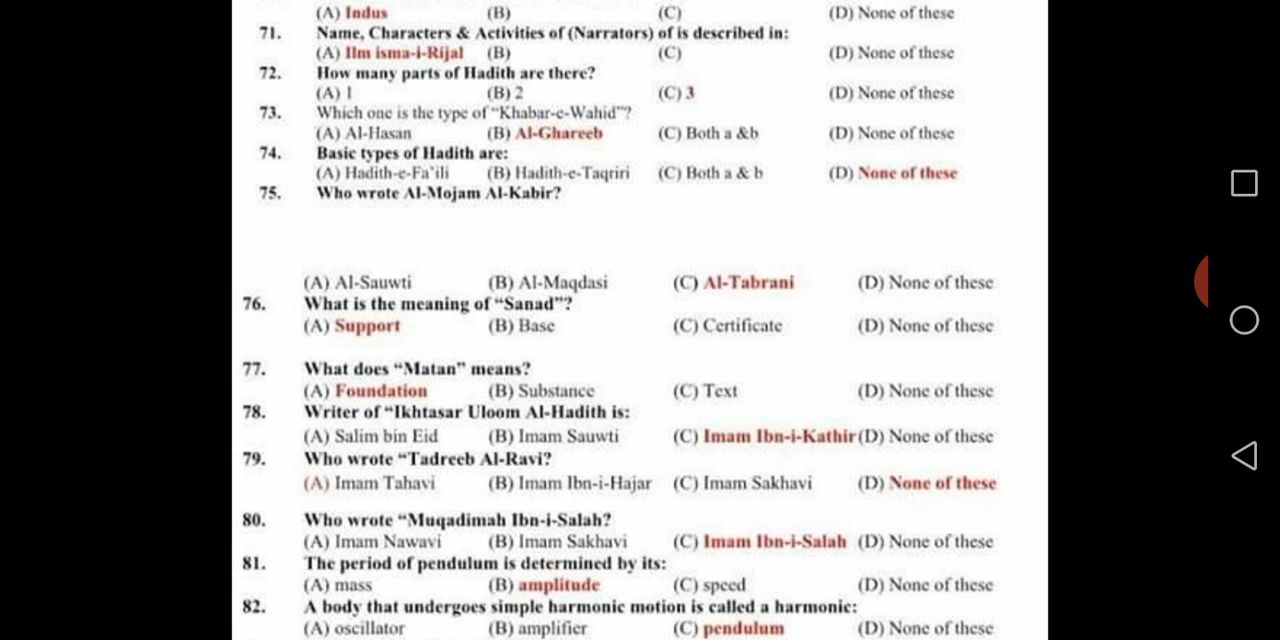 (A) Indus (B) (C) (D) None of these
71. Name, Characters & Activities of (Narrators) of is described in:
(A) Ilm isma-i-Rijal (B) (C) (D) None of these
72. How many parts of Hadith are there?
(A) 1 (B) 2 (C) 3 (D) None of these
73. Which one is the type of “Khabar-e-Wahid”?
(A) Al-Hasan (B) Al-Ghareeb (C) Both a &b (D) None of these
74. Basic types of Hadith are:
(A) Hadith-e-Fa’ili (B) Hadith-e-Taqriri (C) Both a & b (D) None of these
75. Who wrote Al-Mojam Al-Kabir?
(A) Al-Sauwti (B) Al-Maqdasi (C) Al-Tabrani (D) None of these
76. What is the meaning of “Sanad”?
(A) Support (B) Base (C) Certificate (D) None of these
77. What does “Matan” means?
(A) Foundation (B) Substance (C) Text (D) None of these
78. Writer of “Ikhtasar Uloom Al-Hadith is:
(A) Salim bin Eid (B) Imam Sauwti (C) Imam Ibn-i-Kathir (D) None of these
79. Who wrote “Tadreeb Al-Ravi?
(A) Imam Tahavi (B) Imam Ibn-i-Hajar (C) Imam Sakhavi (D) None of these
80. Who wrote “Muqadimah Ibn-i-Salah?
(A) Imam Nawavi (B) Imam Sakhavi (C) Imam Ibn-i-Salah (D) None of these
81. The period of pendulum is determined by its:
(A) mass (B) amplitude (C) speed (D) None of these
82. A body that undergoes simple harmonic motion is called a harmonic:
(A) oscillator (B) amplifier (C) pendulum (D) None of these